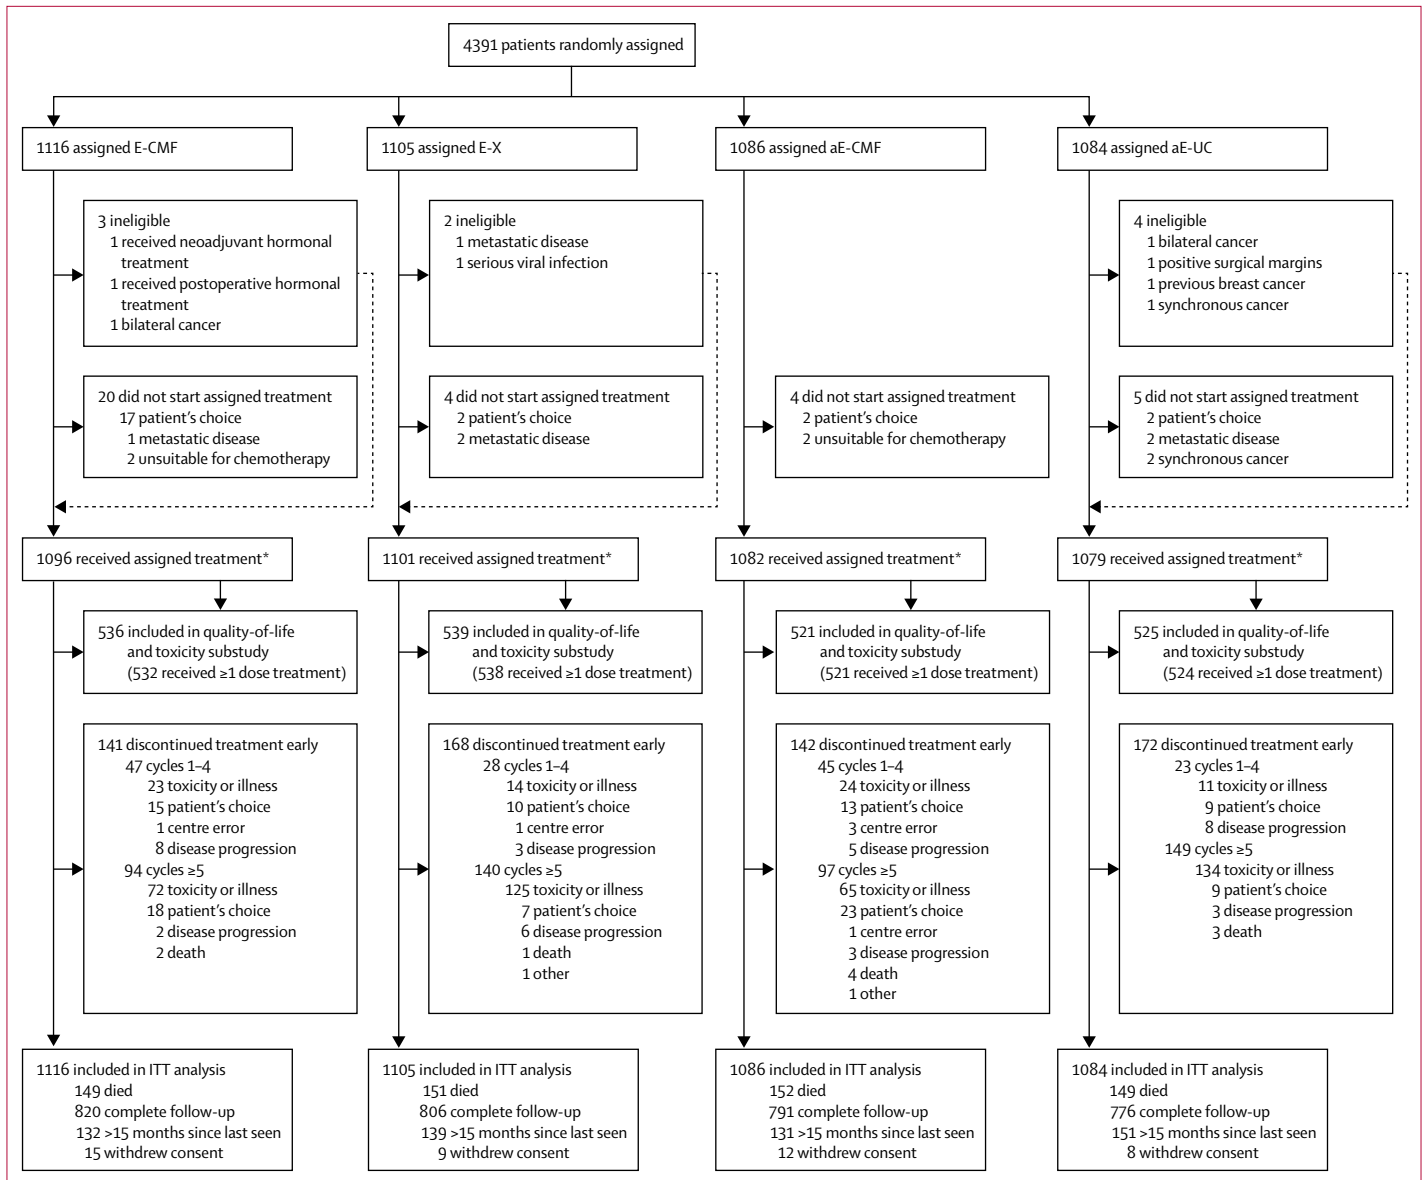 4391 patients randomly assigned
1116 assigned E-CMF
1105 assigned E-X
1086 assigned aE-CMF
1084 assigned aE-UC
3 ineligible
1 received neoadjuvant hormonal
treatment
1 received postoperative hormonal
treatment
1 bilateral cancer
2 ineligible
1 metastatic disease
1 serious viral infection
4 ineligible
1 bilateral cancer
1 positive surgical margins
1 previous breast cancer
1 synchronous cancer
20 did not start assigned treatment
17 patient's choice
1 metastatic disease
2 unsuitable for chemotherapy
4 did not start assigned treatment
2 patient's choice
2 metastatic disease
4 did not start assigned treatment
2 patient's choice
2 unsuitable for chemotherapy
5 did not start assigned treatment
2 patient's choice
2 metastatic disease
2 synchronous cancer
1096 received assigned treatment*
1101 received assigned treatment*
1082 received assigned treatment*
1079 received assigned treatment*
536 included in quality-of-life
and toxicity substudy
(532 received ≥1 dose treatment)
539 included in quality-of-life
and toxicity substudy
(538 received ≥1 dose treatment)
521 included in quality-of-life
and toxicity substudy
(521 received ≥1 dose treatment)
525 included in quality-of-life
and toxicity substudy
(524 received ≥1 dose treatment)
141 discontinued treatment early
47 cycles 1–4
23 toxicity or illness
15 patient's choice
1 centre error
8 disease progression
94 cycles ≥5
72 toxicity or illness
18 patient's choice
2 disease progression
2 death
168 discontinued treatment early
28 cycles 1–4
14 toxicity or illness
10 patient's choice
1 centre error
3 disease progression
140 cycles ≥5
125 toxicity or illness
7 patient's choice
6 disease progression
1 death
1 other
142 discontinued treatment early
45 cycles 1–4
24 toxicity or illness
13 patient's choice
3 centre error
5 disease progression
97 cycles ≥5
65 toxicity or illness
23 patient's choice
1 centre error
3 disease progression
4 death
1 other
172 discontinued treatment early
23 cycles 1–4
11 toxicity or illness
9 patient's choice
8 disease progression
149 cycles ≥5
134 toxicity or illness
9 patient's choice
3 disease progression
3 death
1116 included in ITT analysis
149 died
820 complete follow-up
132 >15 months since last seen
15 withdrew consent
1105 included in ITT analysis
151 died
806 complete follow-up
139 >15 months since last seen
9 withdrew consent
1086 included in ITT analysis
152 died
791 complete follow-up
131 >15 months since last seen
12 withdrew consent
1084 included in ITT analysis
149 died
776 complete follow-up
151 >15 months since last seen
8 withdrew consent